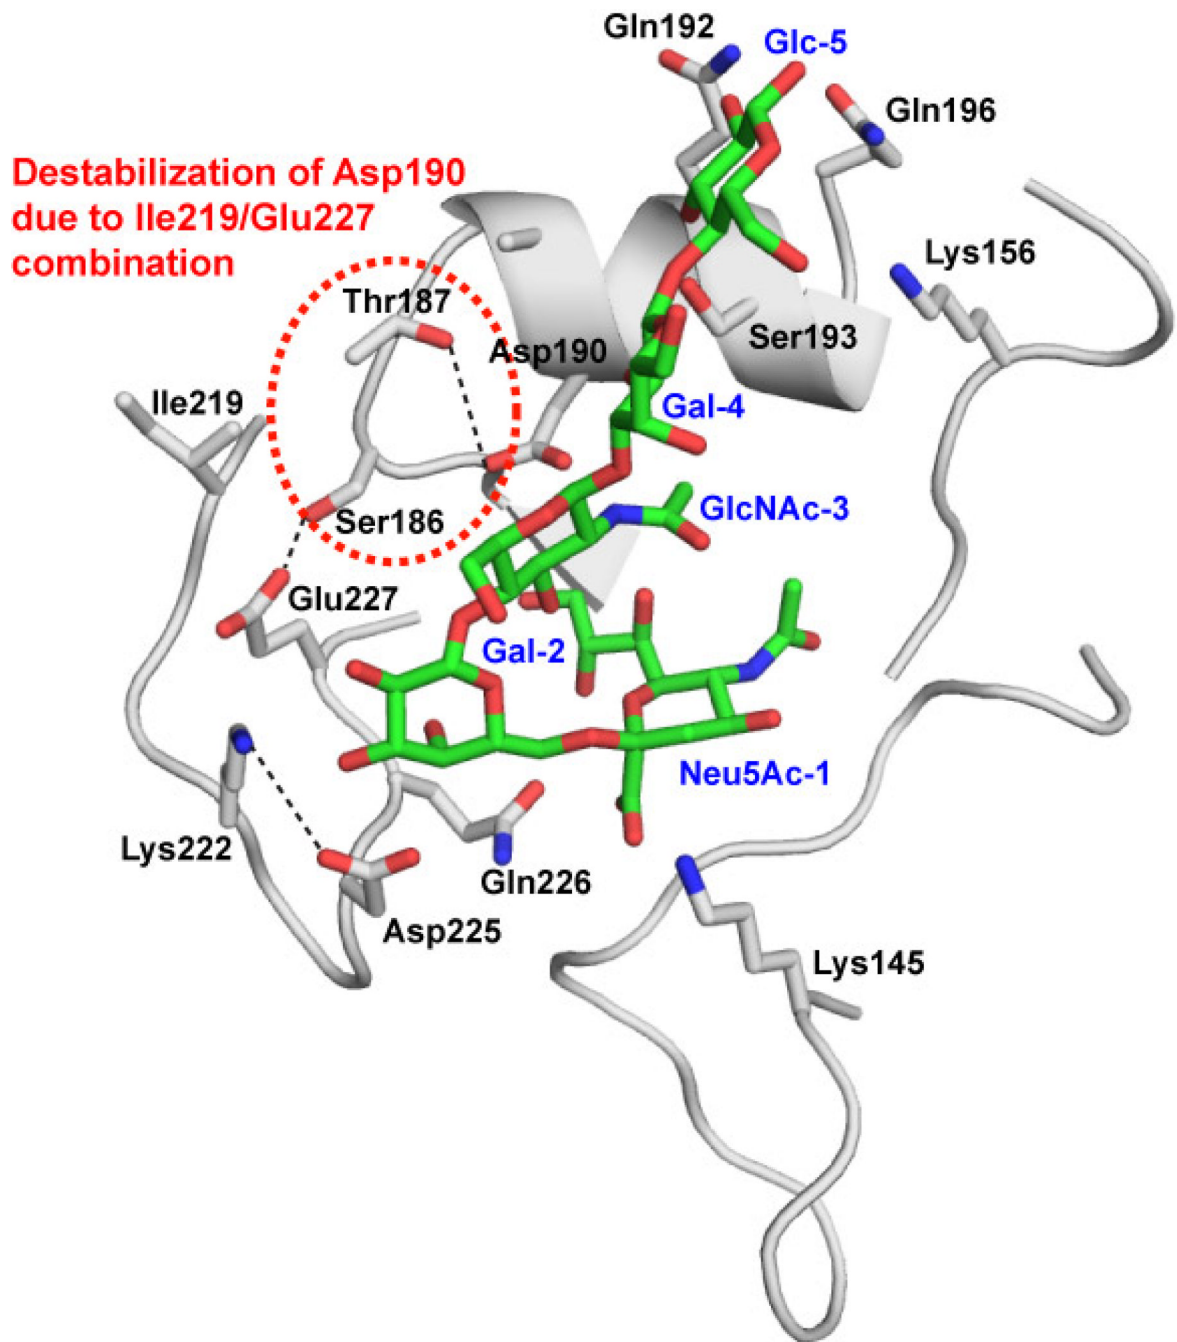 Gln192
Glc-5
Gln196
Destabilization of Asp190
due to Ile219/Glu227
combination
Lys156
Thr187
Ser193
Asp190
Ile219
Gal-4
GlcNAc-3
Ser186
Glu227
Gal-2
Neu5Ac-1
Lys222
Gln226
Asp225
Lys145